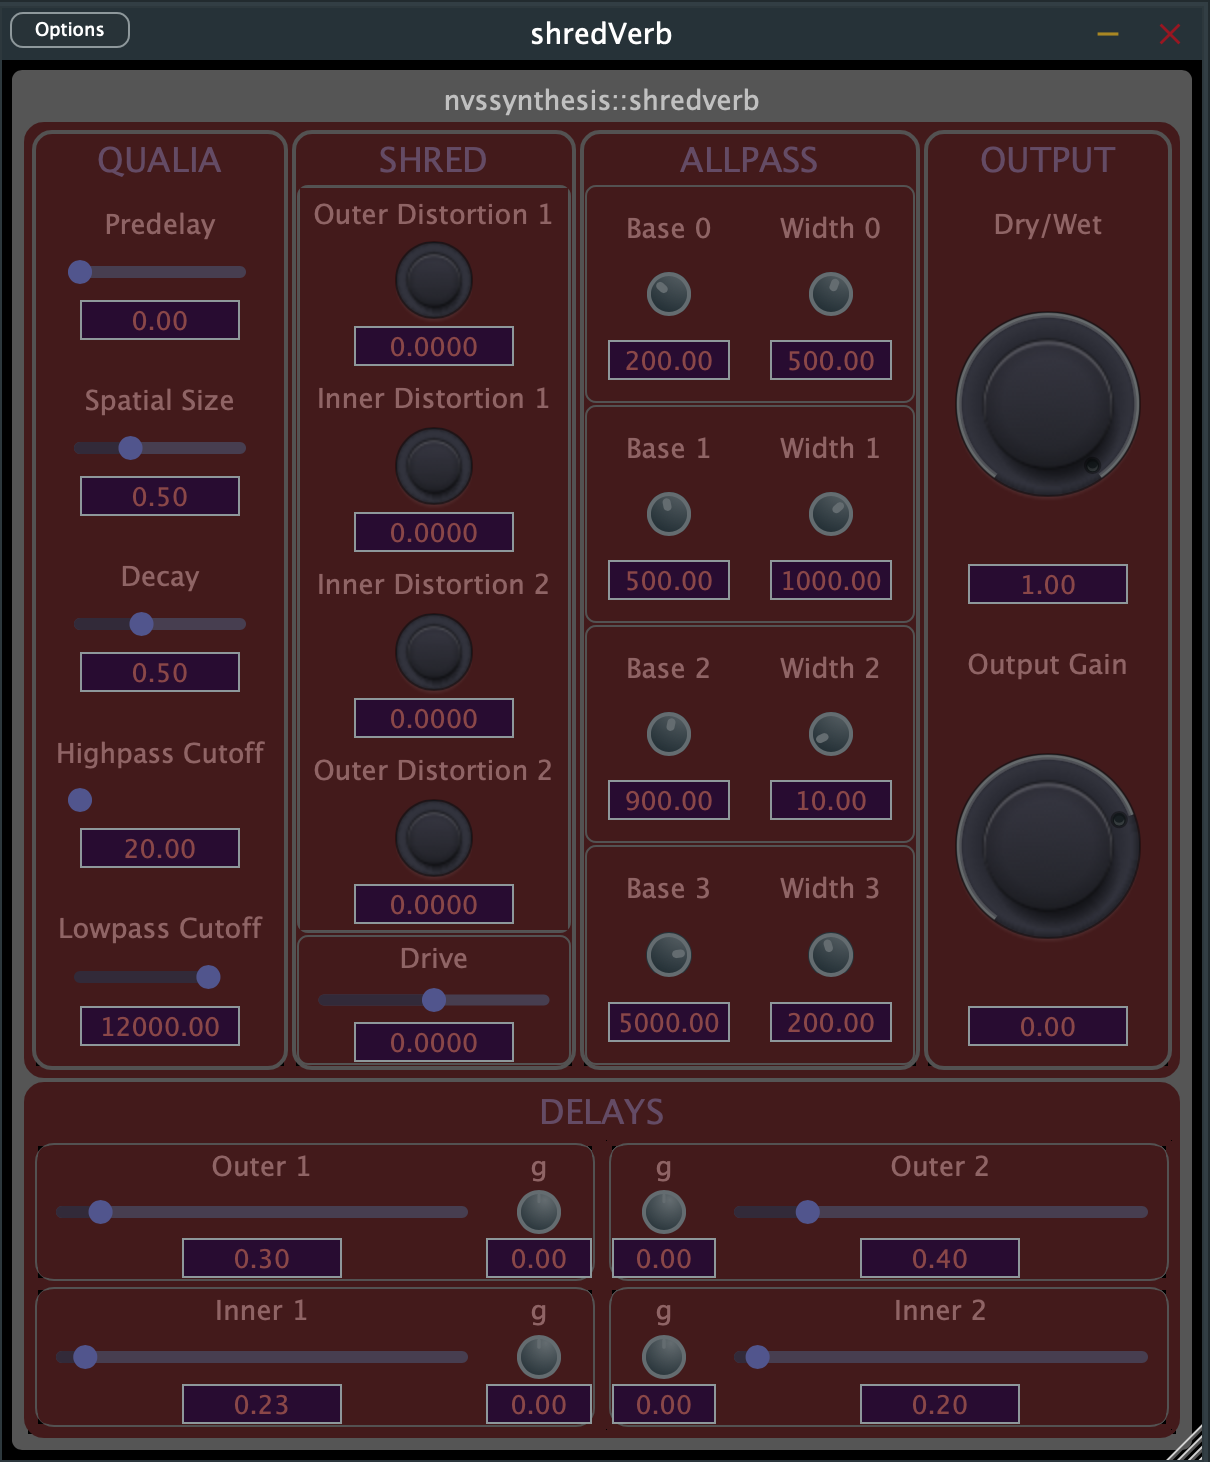 Options
shredVerb
nvssynthesis::shredverb
QUALIA
Predelay
0.00
Spatial Size
0.50
Decay
0.50
Highpass Cutoff
20.00
Lowpass Cutoff
12000.00
SHRED
Outer Distortion 1
0.0000
Inner Distortion 1
0.0000
Inner Distortion 2
0.0000
Outer Distortion 2
0.0000
Drive
0.0000
ALLPASS
Base 0 Width 0
200.00 500.00
Base 1 Width 1
500.00 1000.00
Base 2 Width 2
900.00 10.00
Base 3 Width 3
5000.00 200.00
OUTPUT
Dry/Wet
1.00
Output Gain
0.00
DELAYS
Outer 1 g
0.30 0.00
g Outer 2
0.00 0.40
Inner 1 g
0.23 0.00
g Inner 2
0.00 0.20